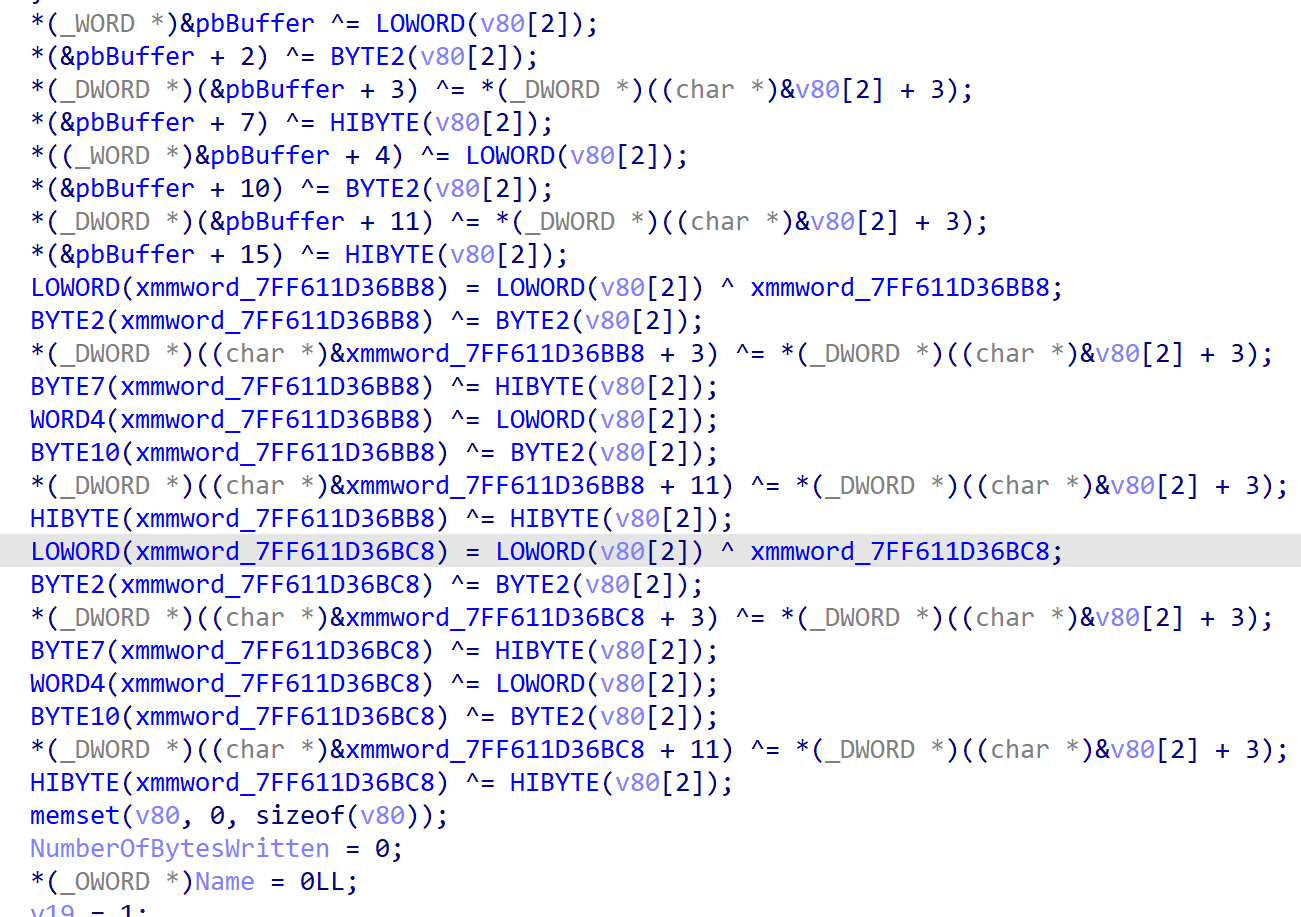 *(_WORD *)&pbBuffer ^= LOWORD(v80[2]);
*(&pbBuffer + 2) ^= BYTE2(v80[2]);
*(_DWORD *)(&pbBuffer + 3) ^= *(_DWORD *)((char *)&v80[2] + 3);
*(&pbBuffer + 7) ^= HIBYTE(v80[2]);
*((_WORD *)&pbBuffer + 4) ^= LOWORD(v80[2]);
*(&pbBuffer + 10) ^= BYTE2(v80[2]);
*(_DWORD *)(&pbBuffer + 11) ^= *(_DWORD *)((char *)&v80[2] + 3);
*(&pbBuffer + 15) ^= HIBYTE(v80[2]);
LOWORD(xmmword_7FF611D36BB8) = LOWORD(v80[2]) ^ xmmword_7FF611D36BB8;
BYTE2(xmmword_7FF611D36BB8) ^= BYTE2(v80[2]);
*(_DWORD *)((char *)&xmmword_7FF611D36BB8 + 3) ^= *(_DWORD *)((char *)&v80[2] + 3);
BYTE7(xmmword_7FF611D36BB8) ^= HIBYTE(v80[2]);
WORD4(xmmword_7FF611D36BB8) ^= LOWORD(v80[2]);
BYTE10(xmmword_7FF611D36BB8) ^= BYTE2(v80[2]);
*(_DWORD *)((char *)&xmmword_7FF611D36BB8 + 11) ^= *(_DWORD *)((char *)&v80[2] + 3);
HIBYTE(xmmword_7FF611D36BB8) ^= HIBYTE(v80[2]);
LOWORD(xmmword_7FF611D36BC8) = LOWORD(v80[2]) ^ xmmword_7FF611D36BC8;
BYTE2(xmmword_7FF611D36BC8) ^= BYTE2(v80[2]);
*(_DWORD *)((char *)&xmmword_7FF611D36BC8 + 3) ^= *(_DWORD *)((char *)&v80[2] + 3);
BYTE7(xmmword_7FF611D36BC8) ^= HIBYTE(v80[2]);
WORD4(xmmword_7FF611D36BC8) ^= LOWORD(v80[2]);
BYTE10(xmmword_7FF611D36BC8) ^= BYTE2(v80[2]);
*(_DWORD *)((char *)&xmmword_7FF611D36BC8 + 11) ^= *(_DWORD *)((char *)&v80[2] + 3);
HIBYTE(xmmword_7FF611D36BC8) ^= HIBYTE(v80[2]);
memset(v80, 0, sizeof(v80));
NumberOfBytesWritten = 0;
*(_OWORD *)Name = 0LL;
v19 = 1;